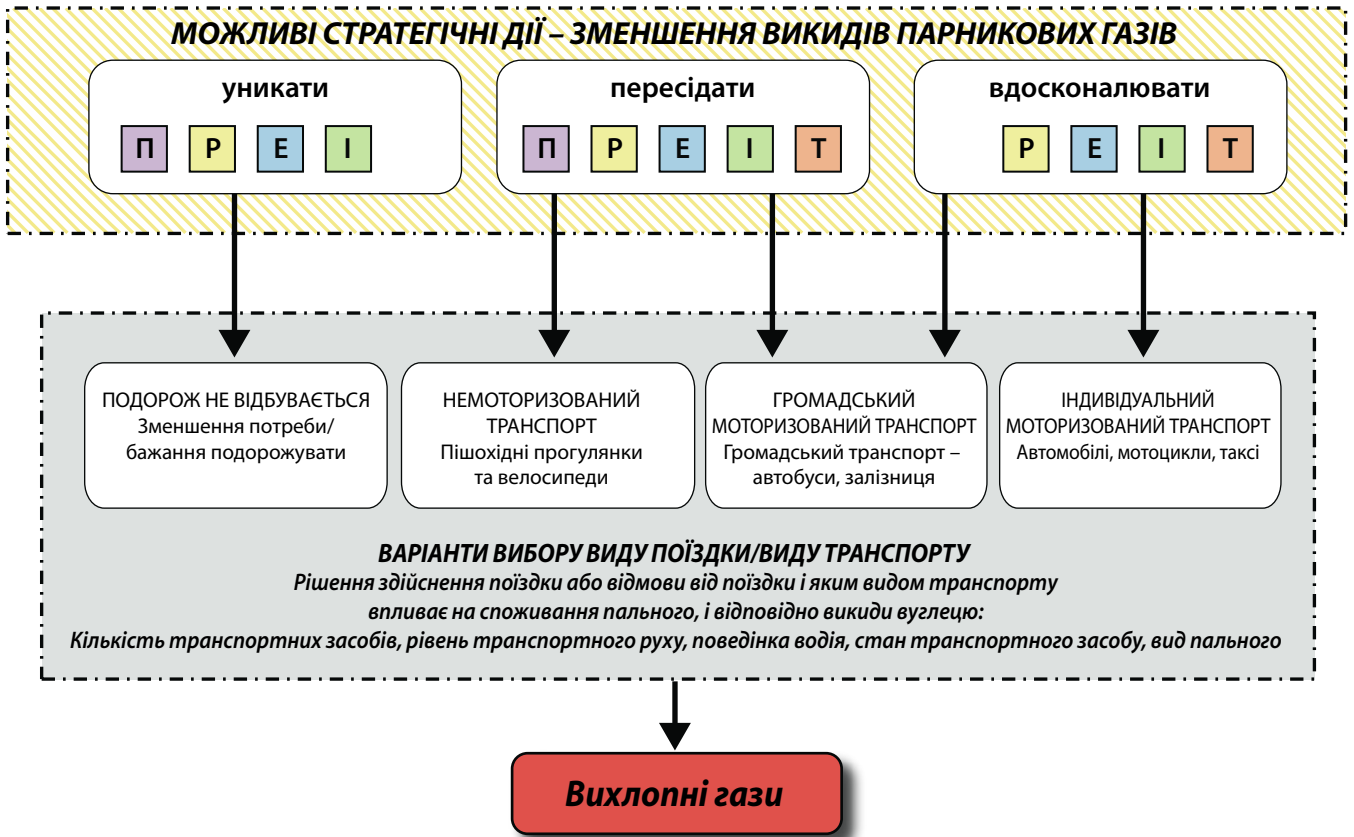 МОЖЛИВІ СТРАТЕГІЧНІ ДІЇ – ЗМЕНШЕННЯ ВИКИДІВ ПАРНИКОВИХ ГАЗІВ
уникати
П Р Е І
пересідати
П Р Е І Т
вдосконалювати
Р Е І Т
ПОДОРОЖ НЕ ВІДБУВАЄТЬСЯ
Зменшення потреби/
бажання подорожувати
НЕМОТОРИЗОВАНИЙ
ТРАНСПОРТ
Пішохідні прогулянки
та велосипеди
ГРОМАДСЬКИЙ
МОТОРИЗОВАНИЙ ТРАНСПОРТ
Громадський транспорт –
автобуси, залізниця
ІНДИВІДУАЛЬНИЙ
МОТОРИЗОВАНИЙ ТРАНСПОРТ
Автомобілі, мотоцикли, таксі
ВАРІАНТИ ВИБОРУ ВИДУ ПОЇЗДКИ/ВИДУ ТРАНСПОРТУ
Рішення здійснення поїздки або відмови від поїздки і яким видом транспорту
впливає на споживання пального, і відповідно викиди вуглецю:
Кількість транспортних засобів, рівень транспортного руху, поведінка водія, стан транспортного засобу, вид пального
Вихлопні гази